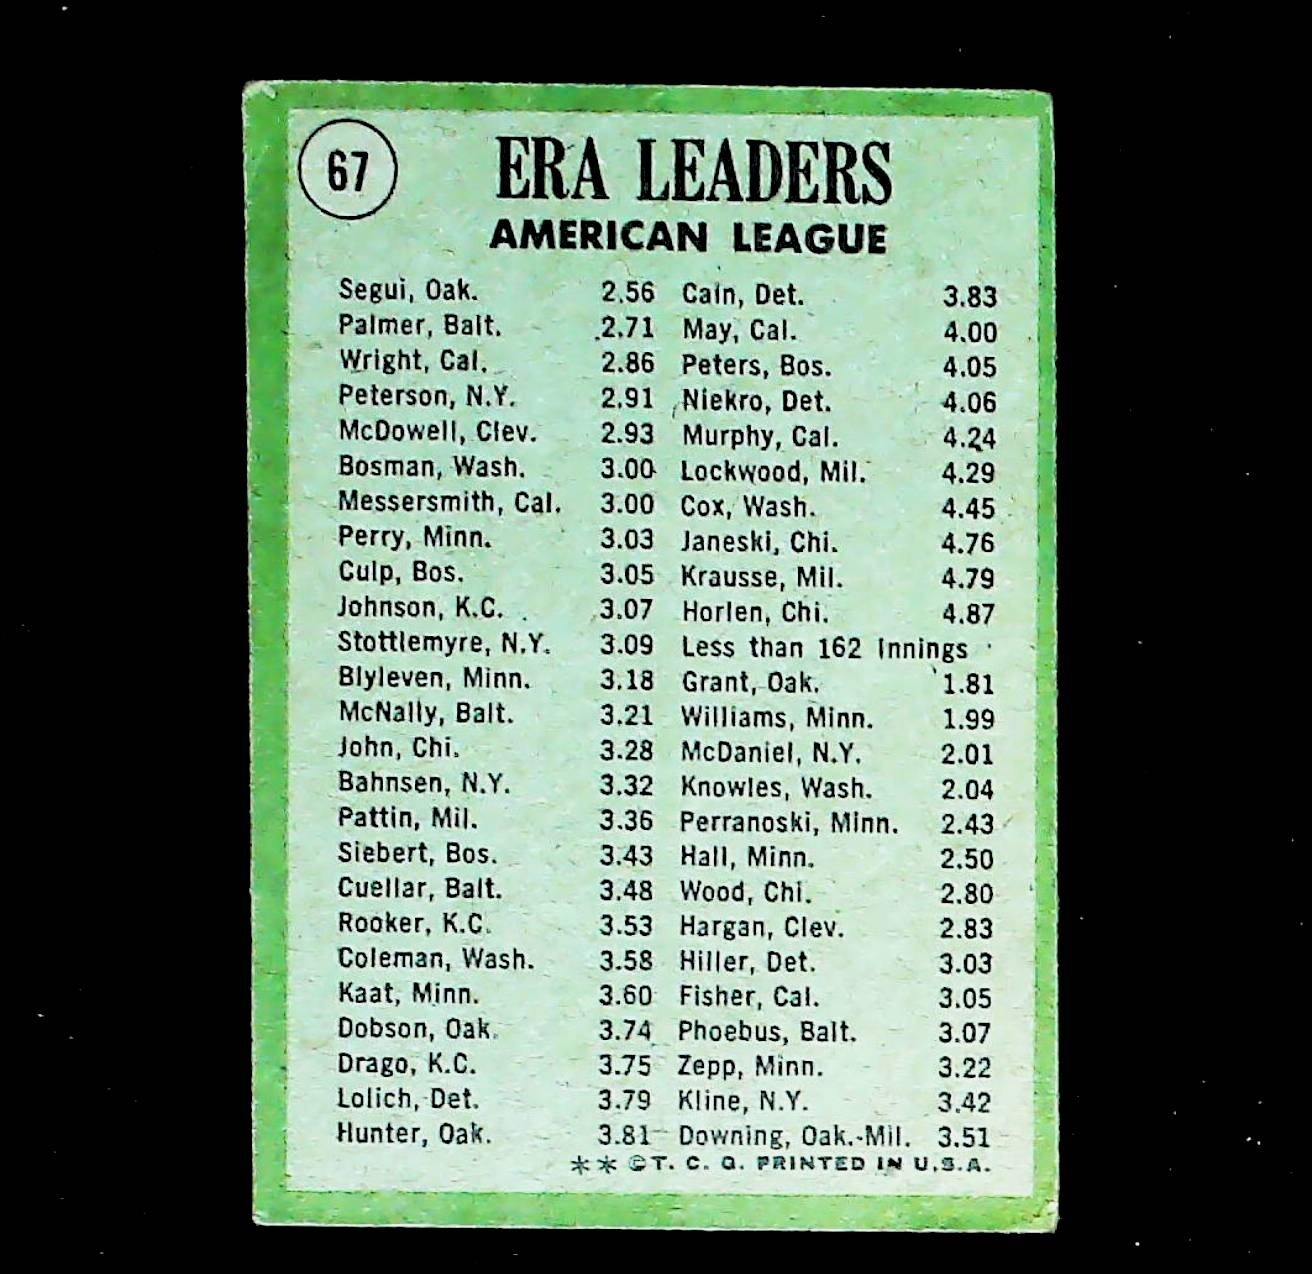 67
ERA LEADERS
AMERICAN LEAGUE
Segui, Oak. 2.56
Palmer, Balt. 2.71
Wright, Cal. 2.86
Peterson, N.Y. 2.91
McDowell, Clev. 2.93
Bosman, Wash. 3.00
Messersmith, Cal. 3.00
Perry, Minn. 3.03
Culp, Bos. 3.05
Johnson, K.C. 3.07
Stottlemyre, N.Y. 3.09
Blyleven, Minn. 3.18
McNally, Balt. 3.21
John, Chi. 3.28
Bahnsen, N.Y. 3.32
Pattin, Mil. 3.36
Siebert, Bos. 3.43
Cuellar, Balt. 3.48
Rooker, K.C. 3.53
Coleman, Wash. 3.58
Kaat, Minn. 3.60
Dobson, Oak. 3.74
Drago, K.C. 3.75
Lolich, Det. 3.79
Hunter, Oak. 3.81
Cain, Det. 3.83
May, Cal. 4.00
Peters, Bos. 4.05
Niekro, Det. 4.06
Murphy, Cal. 4.24
Lockwood, Mil. 4.29
Cox, Wash. 4.45
Janeski, Chi. 4.76
Krausse, Mil. 4.79
Horlen, Chi. 4.87
Less than 162 Innings
Grant, Oak. 1.81
Williams, Minn. 1.99
McDaniel, N.Y. 2.01
Knowles, Wash. 2.04
Perranoski, Minn. 2.43
Hall, Minn. 2.50
Wood, Chi. 2.80
Hargan, Clev. 2.83
Hiller, Det. 3.03
Fisher, Cal. 3.05
Phoebus, Balt. 3.07
Zepp, Minn. 3.22
Kline, N.Y. 3.42
Downing, Oak.-Mil. 3.51
** © T. C. G. PRINTED IN U.S.A.